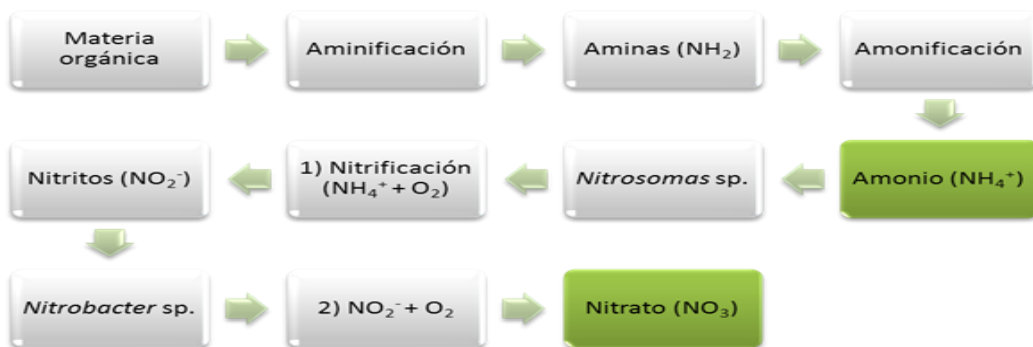 Materia
orgánica
Aminificación
Aminas (NH₂)
Amonificación
Amonio (NH₄⁺)
Nitrosomas sp.
1) Nitrificación
(NH₄⁺ + O₂)
Nitritos (NO₂⁻)
Nitrobacter sp.
2) NO₂⁻ + O₂
Nitrato (NO₃)